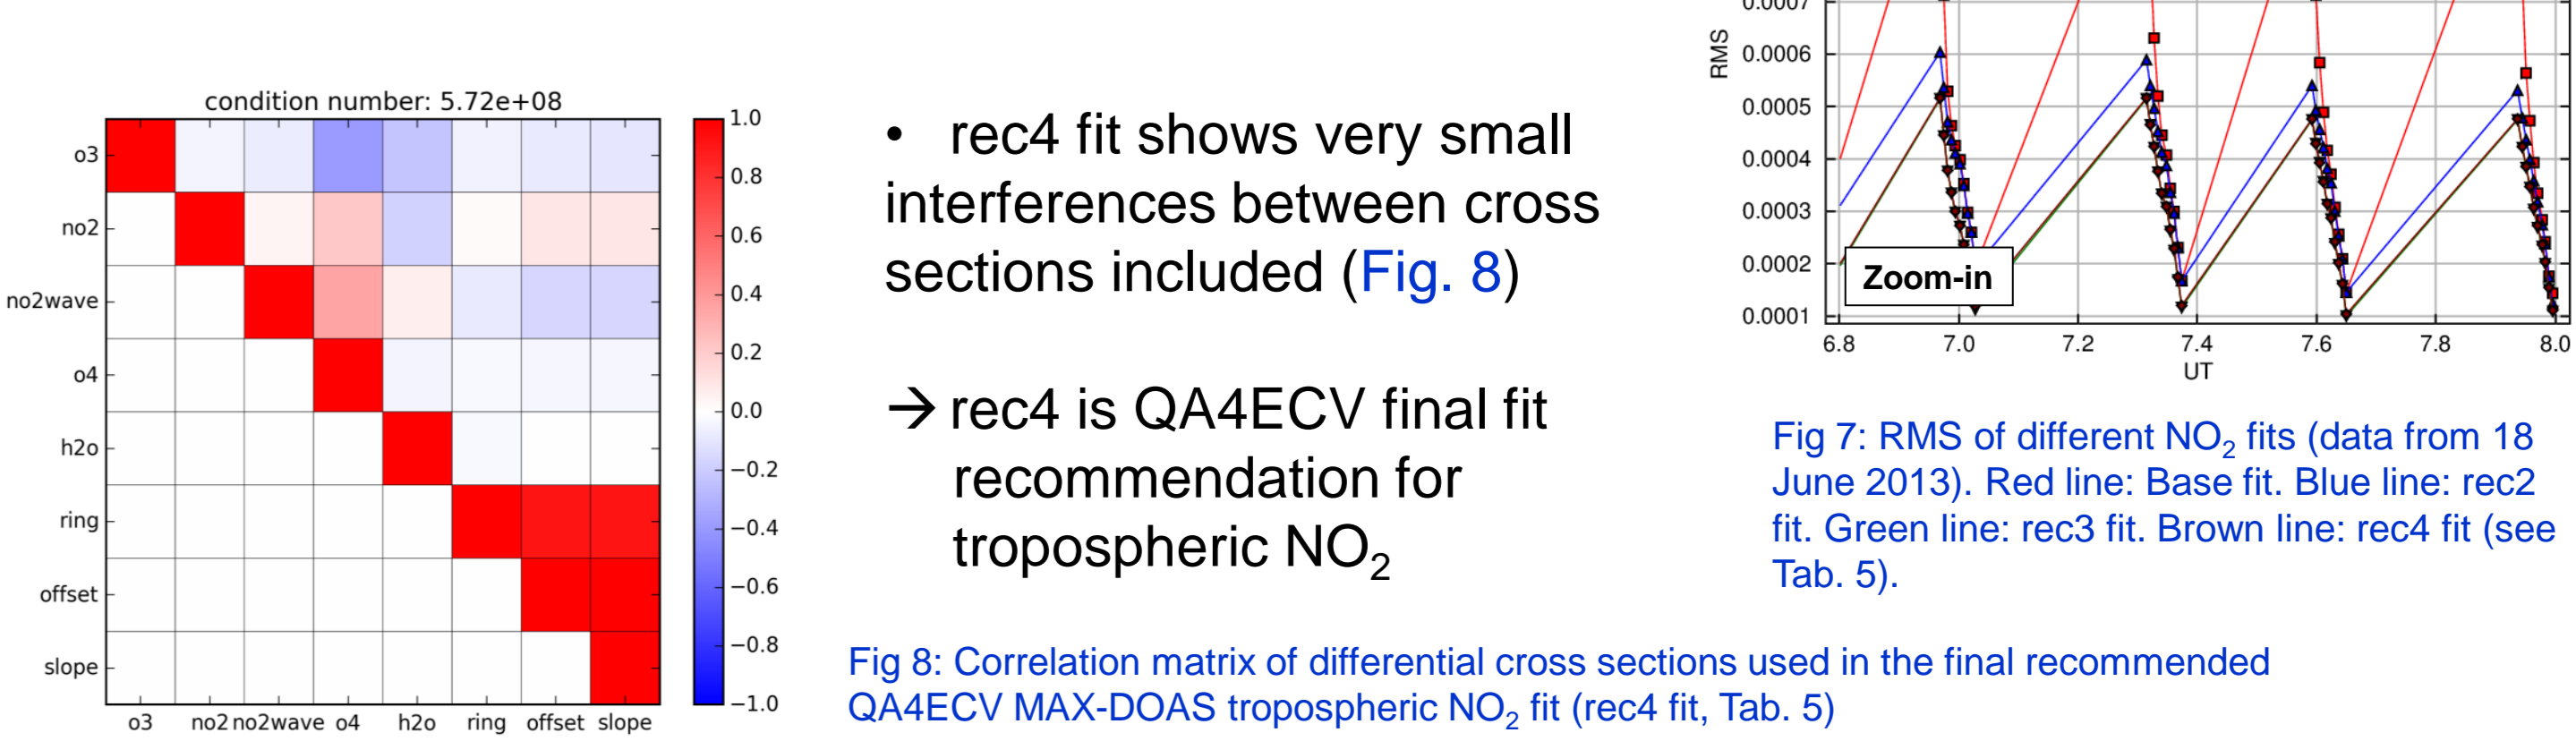 condition number: 5.72e+08
o3
no2
no2wave
o4
h2o
ring
offset
slope
o3 no2 no2wave o4 h2o ring offset slope
1.0
0.8
0.6
0.4
0.2
0.0
−0.2
−0.4
−0.6
−0.8
−1.0
• rec4 fit shows very small
interferences between cross
sections included (Fig. 8)
→ rec4 is QA4ECV final fit
recommendation for
tropospheric NO₂
RMS
0.0007
0.0006
0.0005
0.0004
0.0003
0.0002
0.0001
Zoom-in
6.8 7.0 7.2 7.4 7.6 7.8 8.0
UT
Fig 7: RMS of different NO₂ fits (data from 18
June 2013). Red line: Base fit. Blue line: rec2
fit. Green line: rec3 fit. Brown line: rec4 fit (see
Tab. 5).
Fig 8: Correlation matrix of differential cross sections used in the final recommended
QA4ECV MAX-DOAS tropospheric NO₂ fit (rec4 fit, Tab. 5)